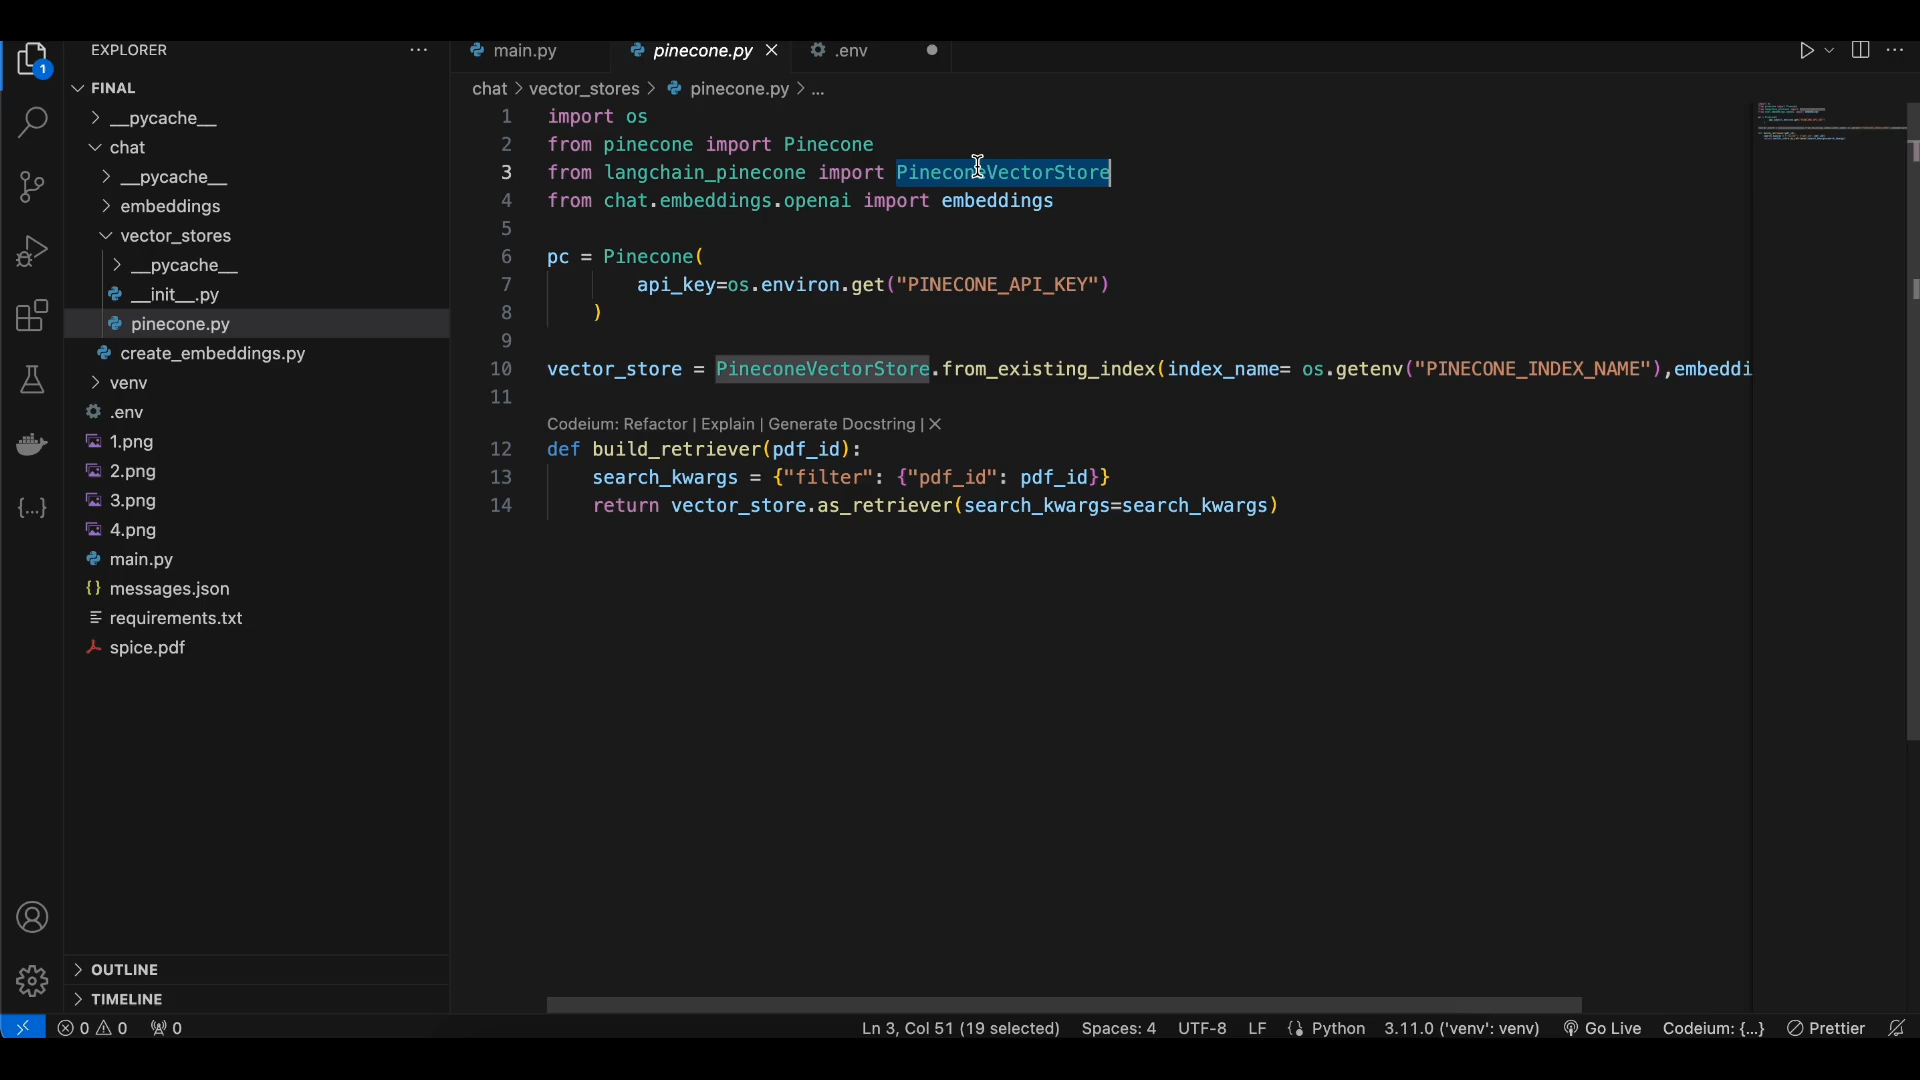 EXPLORER
main.py
pinecone.py
.env
1
FINAL
__pycache__
chat
__pycache__
embeddings
vector_stores
__pycache__
__init__.py
pinecone.py
create_embeddings.py
venv
.env
1.png
2.png
3.png
4.png
main.py
messages.json
requirements.txt
spice.pdf
OUTLINE
TIMELINE
chat > vector_stores > pinecone.py > ...
1 import os
2 from pinecone import Pinecone
3 from langchain_pinecone import PineconeVectorStore
4 from chat.embeddings.openai import embeddings
5
6 pc = Pinecone(
7 api_key=os.environ.get("PINECONE_API_KEY")
8 )
9
10 vector_store = PineconeVectorStore.from_existing_index(index_name= os.getenv("PINECONE_INDEX_NAME"),embeddi
11
Codeium: Refactor | Explain | Generate Docstring | X
12 def build_retriever(pdf_id):
13 search_kwargs = {"filter": {"pdf_id": pdf_id}}
14 return vector_store.as_retriever(search_kwargs=search_kwargs)
0 0 0 Ln 3, Col 51 (19 selected) Spaces: 4 UTF-8 LF Python 3.11.0 ('venv': venv) Go Live Codeium: {...} Prettier